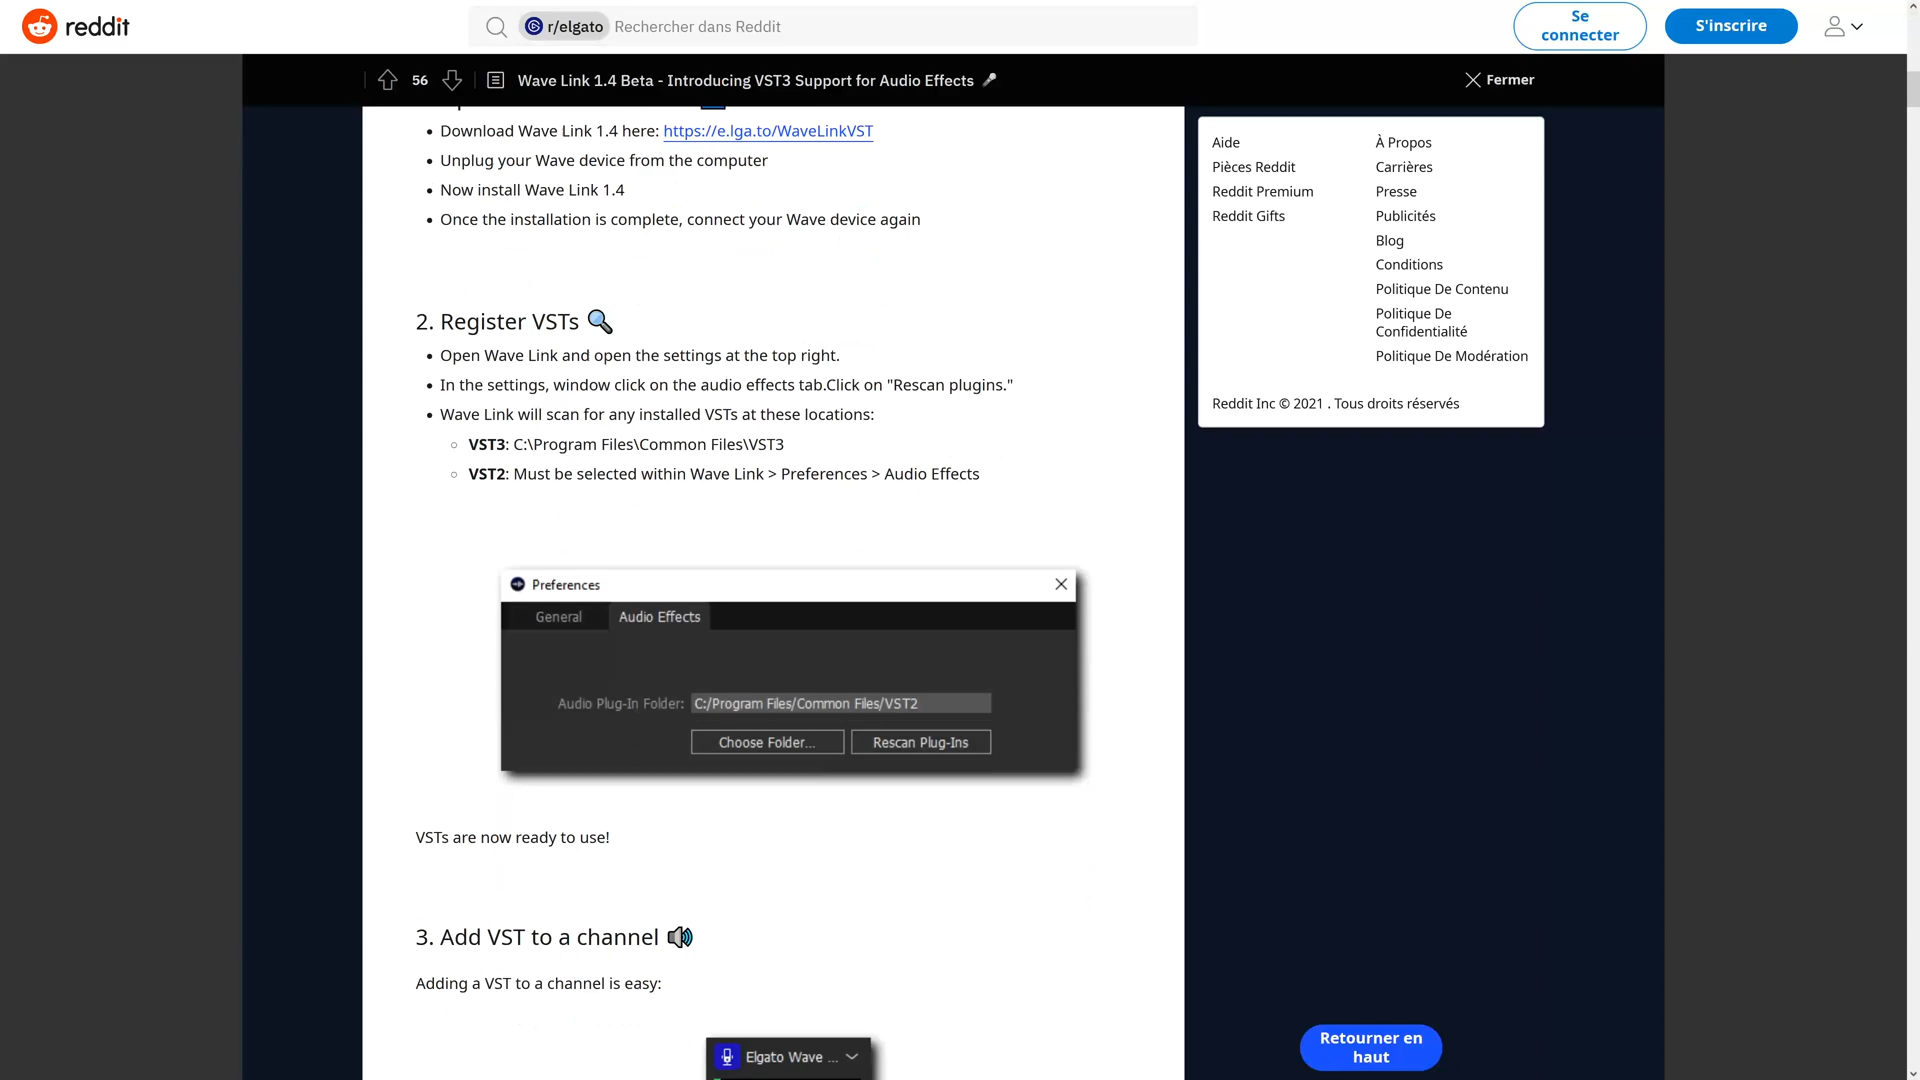 reddit
r/elgato
Rechercher dans Reddit
Se connecter
S'inscrire
56
Wave Link 1.4 Beta - Introducing VST3 Support for Audio Effects 🎤
Fermer
• Download Wave Link 1.4 here: https://e.lga.to/WaveLinkVST
• Unplug your Wave device from the computer
• Now install Wave Link 1.4
• Once the installation is complete, connect your Wave device again
2. Register VSTs 🔍
• Open Wave Link and open the settings at the top right.
• In the settings, window click on the audio effects tab.Click on "Rescan plugins."
• Wave Link will scan for any installed VSTs at these locations:
◦ VST3: C:\Program Files\Common Files\VST3
◦ VST2: Must be selected within Wave Link > Preferences > Audio Effects
Preferences
General
Audio Effects
Audio Plug-In Folder: C:/Program Files/Common Files/VST2
Choose Folder...
Rescan Plug-Ins
VSTs are now ready to use!
3. Add VST to a channel 🔊
Adding a VST to a channel is easy:
Elgato Wave ...
Aide
Pièces Reddit
Reddit Premium
Reddit Gifts
À Propos
Carrières
Presse
Publicités
Blog
Conditions
Politique De Contenu
Politique De
Confidentialité
Politique De Modération
Reddit Inc © 2021 . Tous droits réservés
Retourner en
haut